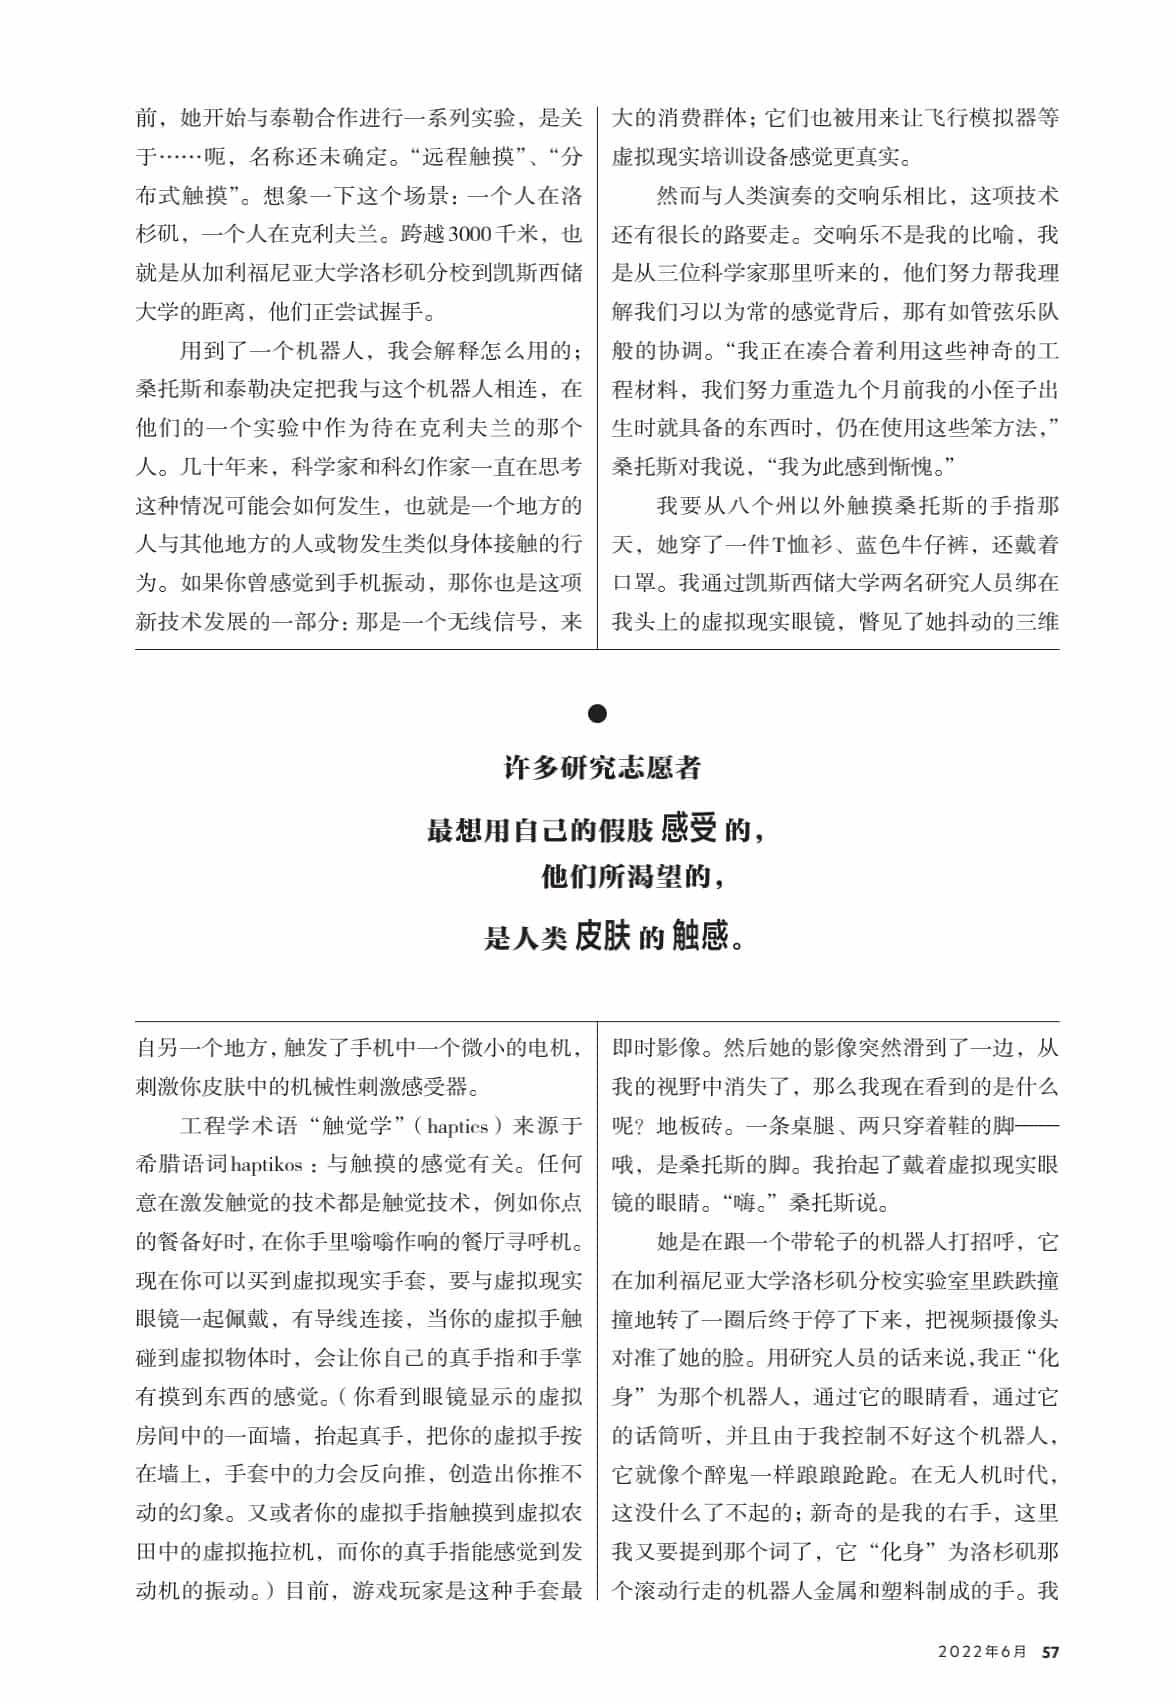 前，她开始与泰勒合作进行一系列实验，是关
于……呃，名称还未确定。“远程触摸”、“分
布式触摸”。想象一下这个场景：一个人在洛
杉矶，一个人在克利夫兰。跨越3000千米，也
就是从加利福尼亚大学洛杉矶分校到凯斯西储
大学的距离，他们正尝试握手。
用到了一个机器人，我会解释怎么用的；
桑托斯和泰勒决定把我与这个机器人相连，在
他们的一个实验中作为待在克利夫兰的那个
人。几十年来，科学家和科幻作家一直在思考
这种情况可能会如何发生，也就是一个地方的
人与其他地方的人或物发生类似身体接触的行
为。如果你曾感觉到手机振动，那你也是这项
新技术发展的一部分：那是一个无线信号，来
自另一个地方，触发了手机中一个微小的电机，
刺激你皮肤中的机械性刺激感受器。
工程学术语“触觉学”（haptics）来源于
希腊语词haptikos：与触摸的感觉有关。任何
意在激发触觉的技术都是触觉技术，例如你点
的餐备好时，在你手里嗡嗡作响的餐厅寻呼机。
现在你可以买到虚拟现实手套，要与虚拟现实
眼镜一起佩戴，有导线连接，当你的虚拟手触
碰到虚拟物体时，会让你自己的真手指和手掌
有摸到东西的感觉。（你看到眼镜显示的虚拟
房间中的一面墙，抬起真手，把你的虚拟手按
在墙上，手套中的力会反向推，创造出你推不
动的幻象。又或者你的虚拟手指触摸到虚拟农
田中的虚拟拖拉机，而你的真手指能感觉到发
动机的振动。）目前，游戏玩家是这种手套最
大的消费群体；它们也被用来让飞行模拟器等
虚拟现实培训设备感觉更真实。
然而与人类演奏的交响乐相比，这项技术
还有很长的路要走。交响乐不是我的比喻，我
是从三位科学家那里听来的，他们努力帮我理
解我们习以为常的感觉背后，那有如管弦乐队
般的协调。“我正在凑合着利用这些神奇的工
程材料，我们努力重造九个月前我的小侄子出
生时就具备的东西时，仍在使用这些笨方法，”
桑托斯对我说，“我为此感到惭愧。”
我要从八个州以外触摸桑托斯的手指那
天，她穿了一件T恤衫、蓝色牛仔裤，还戴着
口罩。我通过凯斯西储大学两名研究人员绑在
我头上的虚拟现实眼镜，瞥见了她抖动的三维
即时影像。然后她的影像突然滑到了一边，从
我的视野中消失了，那么我现在看到的是什么
呢？地板砖。一条桌腿、两只穿着鞋的脚——
哦，是桑托斯的脚。我抬起了戴着虚拟现实眼
镜的眼睛。“嗨。”桑托斯说。
她是在跟一个带轮子的机器人打招呼，它
在加利福尼亚大学洛杉矶分校实验室里跌跌撞
撞地转了一圈后终于停了下来，把视频摄像头
对准了她的脸。用研究人员的话来说，我正“化
身”为那个机器人，通过它的眼睛看，通过它
的话筒听，并且由于我控制不好这个机器人，
它就像个醉鬼一样踉踉跄跄。在无人机时代，
这没什么了不起的；新奇的是我的右手，这里
我又要提到那个词了，它“化身”为洛杉矶那
个滚动行走的机器人金属和塑料制成的手。我
●
许多研究志愿者
最想用自己的假肢 感受 的，
他们所渴望的，
是人类 皮肤 的 触感。
2022年6月 57